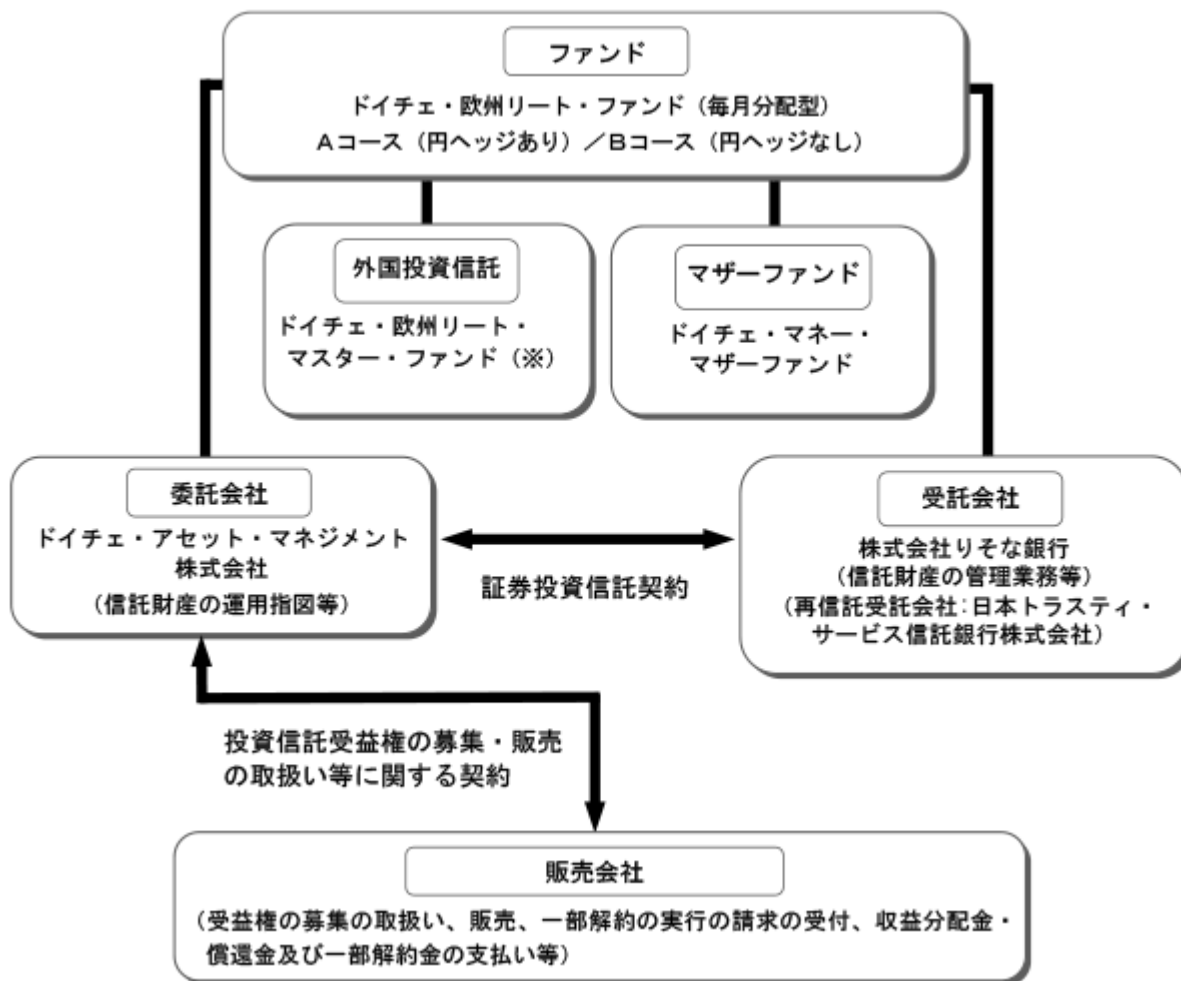 ファンド
ドイチェ・欧州リート・ファンド（毎月分配型）
Ａコース（円ヘッジあり）／Ｂコース（円ヘッジなし）
外国投資信託
ドイチェ・欧州リート・
マスター・ファンド（※）
マザーファンド
ドイチェ・マネー・
マザーファンド
委託会社
ドイチェ・アセット・マネジメント
株式会社
（信託財産の運用指図等）
証券投資信託契約
受託会社
株式会社りそな銀行
（信託財産の管理業務等）
（再信託受託会社：日本トラスティ・
サービス信託銀行株式会社）
投資信託受益権の募集・販売
の取扱い等に関する契約
販売会社
（受益権の募集の取扱い、販売、一部解約の実行の請求の受付、収益分配金・
償還金及び一部解約金の支払い等）